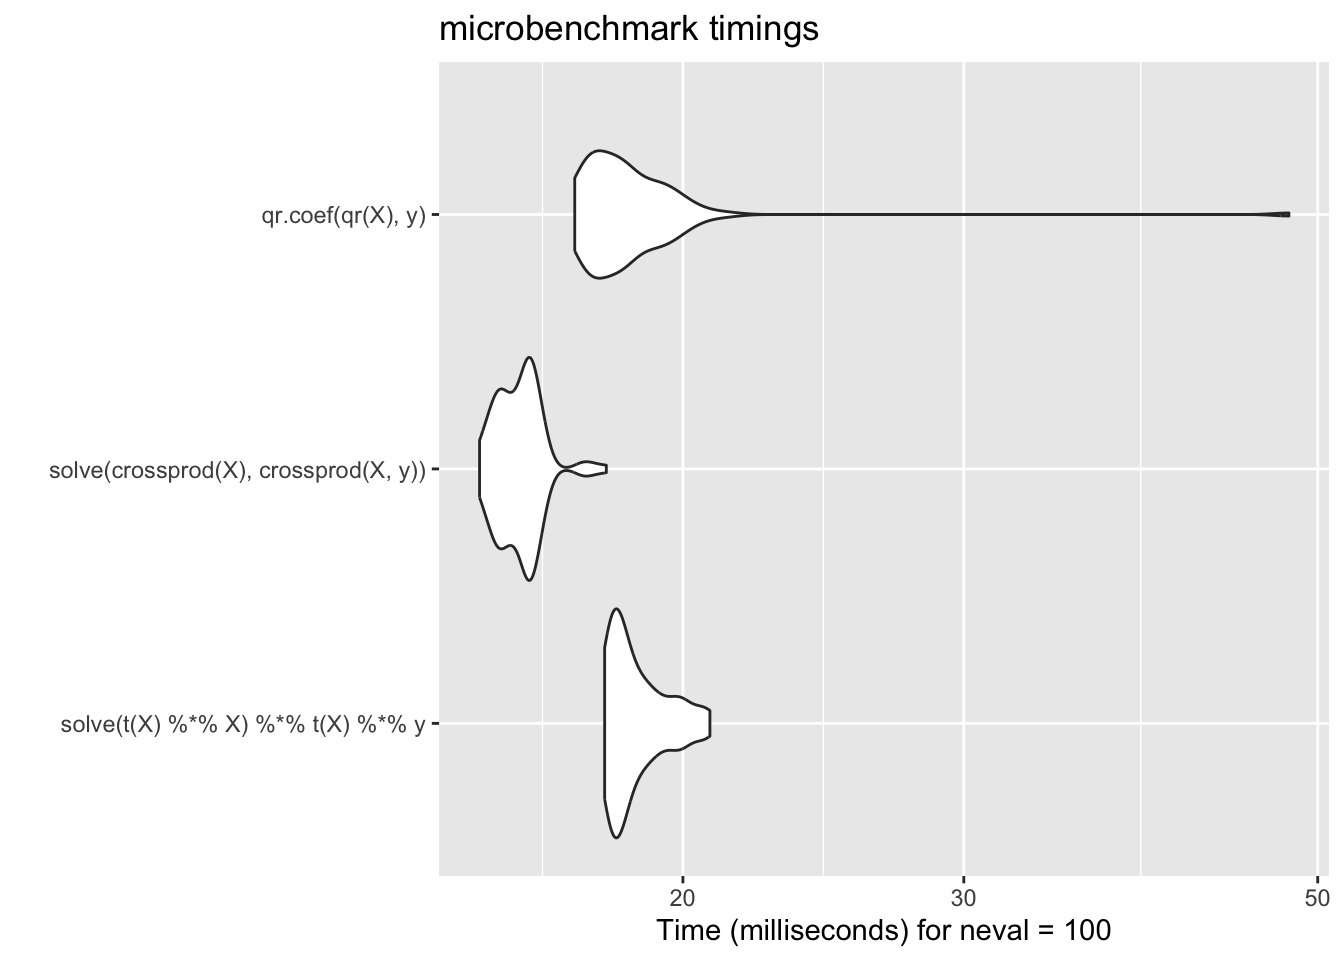 microbenchmark timings
qr.coef(qr(X), y)
solve(crossprod(X), crossprod(X, y))
solve(t(X) %*% X) %*% t(X) %*% y
20 30 50
Time (milliseconds) for neval = 100